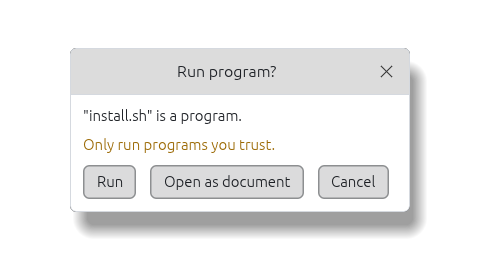 Run program?
"install.sh" is a program.
Only run programs you trust.
Run Open as document Cancel